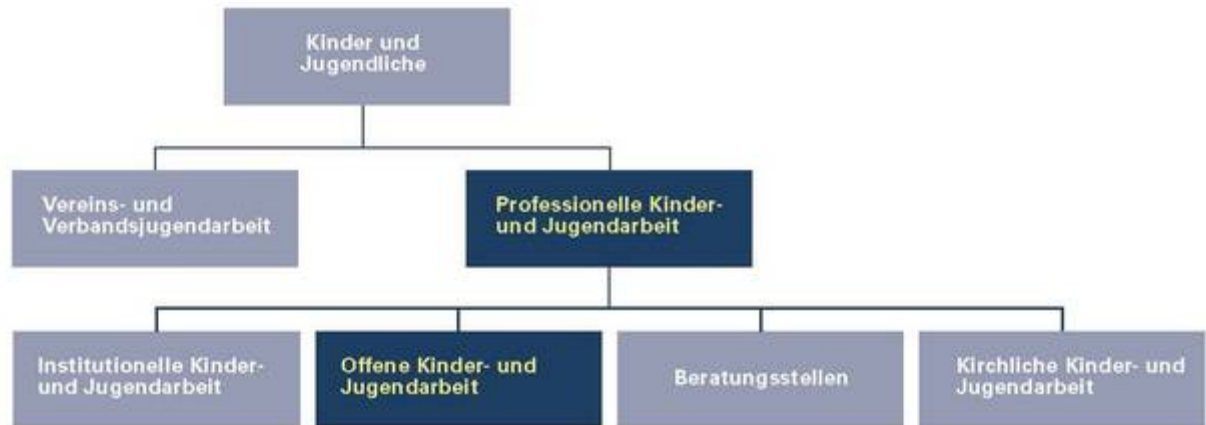 Kinder und
Jugendliche
Vereins- und
Verbandsjugendarbeit
Professionelle Kinder-
und Jugendarbeit
Institutionelle Kinder-
und Jugendarbeit
Offene Kinder- und
Jugendarbeit
Beratungsstellen
Kirchliche Kinder- und
Jugendarbeit